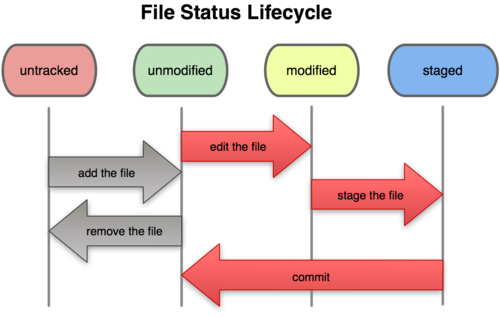 File Status Lifecycle
untracked
unmodified
modified
staged
edit the file
add the file
stage the file
remove the file
commit